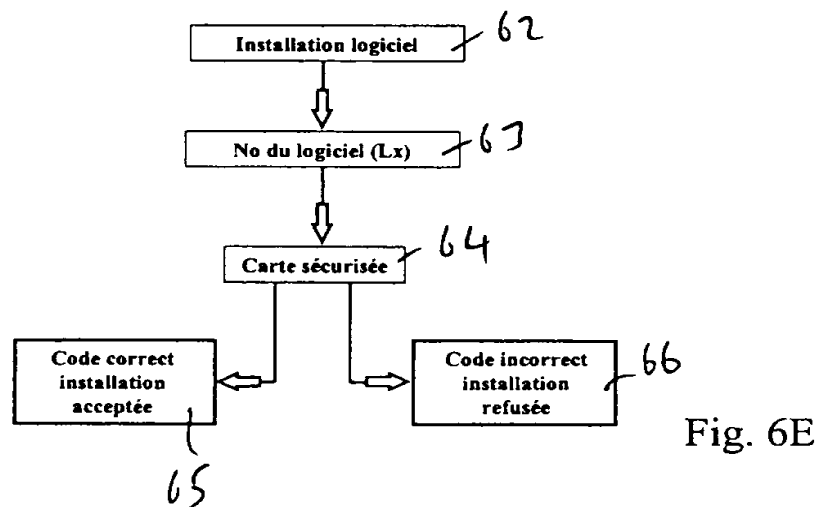 Installation logiciel
62
No du logiciel (Lx)
63
Carte sécurisée
64
Code correct
installation
acceptée
65
Code incorrect
installation
refusée
66
Fig. 6E